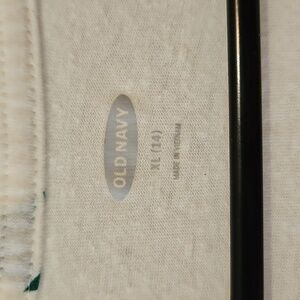 OLD NAVY
XL (14)
MADE IN VIETNAM